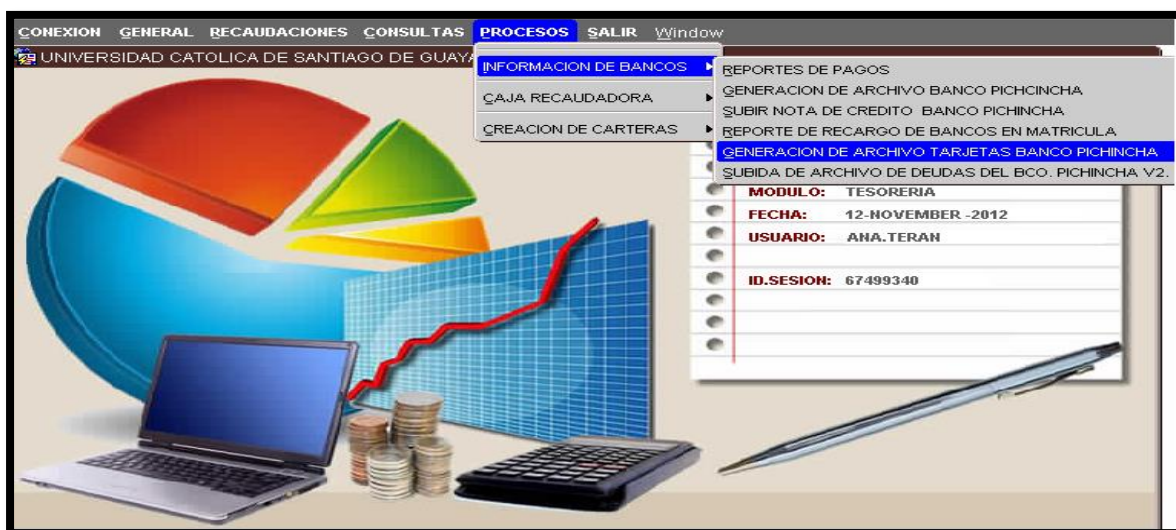 CONEXION GENERAL RECAUDACIONES CONSULTAS PROCESOS SALIR Window
UNIVERSIDAD CATOLICA DE SANTIAGO DE GUAYA
INFORMACION DE BANCOS
CAJA RECAUDADORA
CREACION DE CARTERAS
REPORTES DE PAGOS
GENERACION DE ARCHIVO BANCO PICHCINCHA
SUBIR NOTA DE CREDITO BANCO PICHINCHA
REPORTE DE RECARGO DE BANCOS EN MATRICULA
GENERACION DE ARCHIVO TARJETAS BANCO PICHINCHA
SUBIDA DE ARCHIVO DE DEUDAS DEL BCO. PICHINCHA V2.
MODULO: TESORERIA
FECHA: 12-NOVEMBER -2012
USUARIO: ANA.TERAN
ID.SESION: 67499340